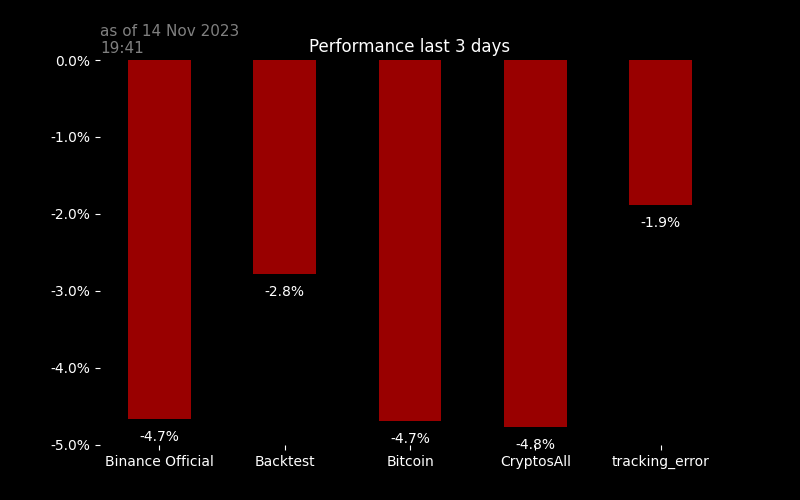 as of 14 Nov 2023
19:41
Performance last 3 days
0.0%
-1.0%
-2.0%
-3.0%
-4.0%
-5.0%
-4.7%
-2.8%
-4.7%
-4.8%
-1.9%
Binance Official
Backtest
Bitcoin
CryptosAll
tracking_error